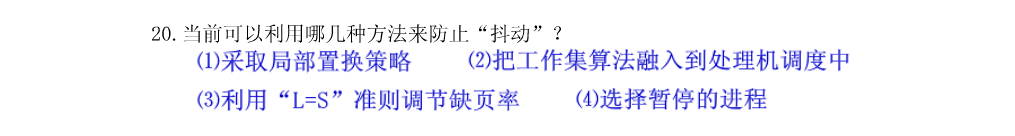 20. 当前可以利用哪几种方法来防止“抖动”？
⑴采取局部置换策略 ⑵把工作集算法融入到处理机调度中
⑶利用“L=S”准则调节缺页率 ⑷选择暂停的进程